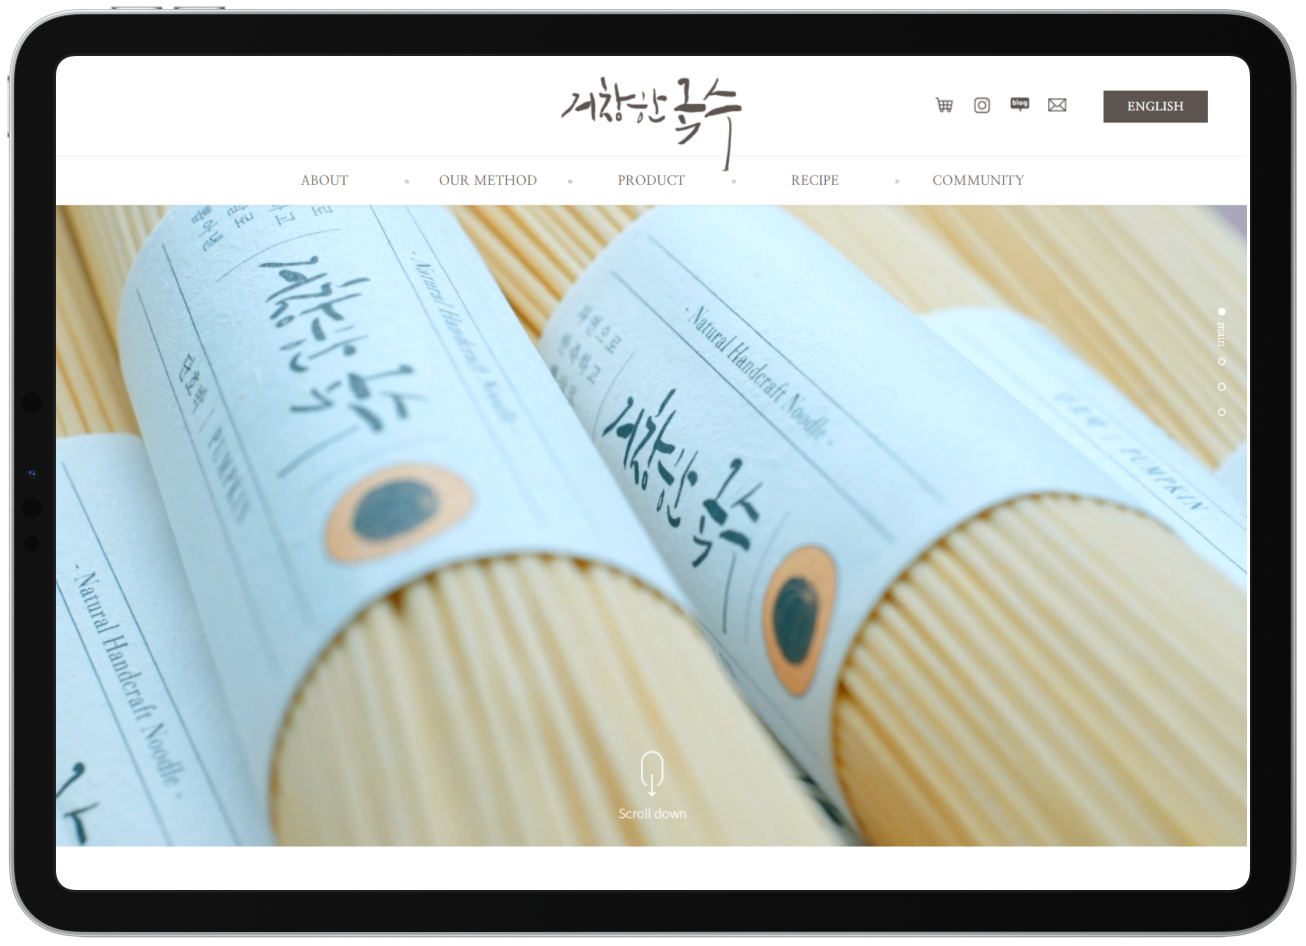 거창한국수
blog
ENGLISH
ABOUT
OUR METHOD
PRODUCT
RECIPE
COMMUNITY
거창한국수
- Natural Handcraft Noodle -
단호박 | PUMPKIN
- Natural Handcraft Noodle -
거창한국수
- Natural Handcraft Noodle -
PUMPKIN
main
Scroll down